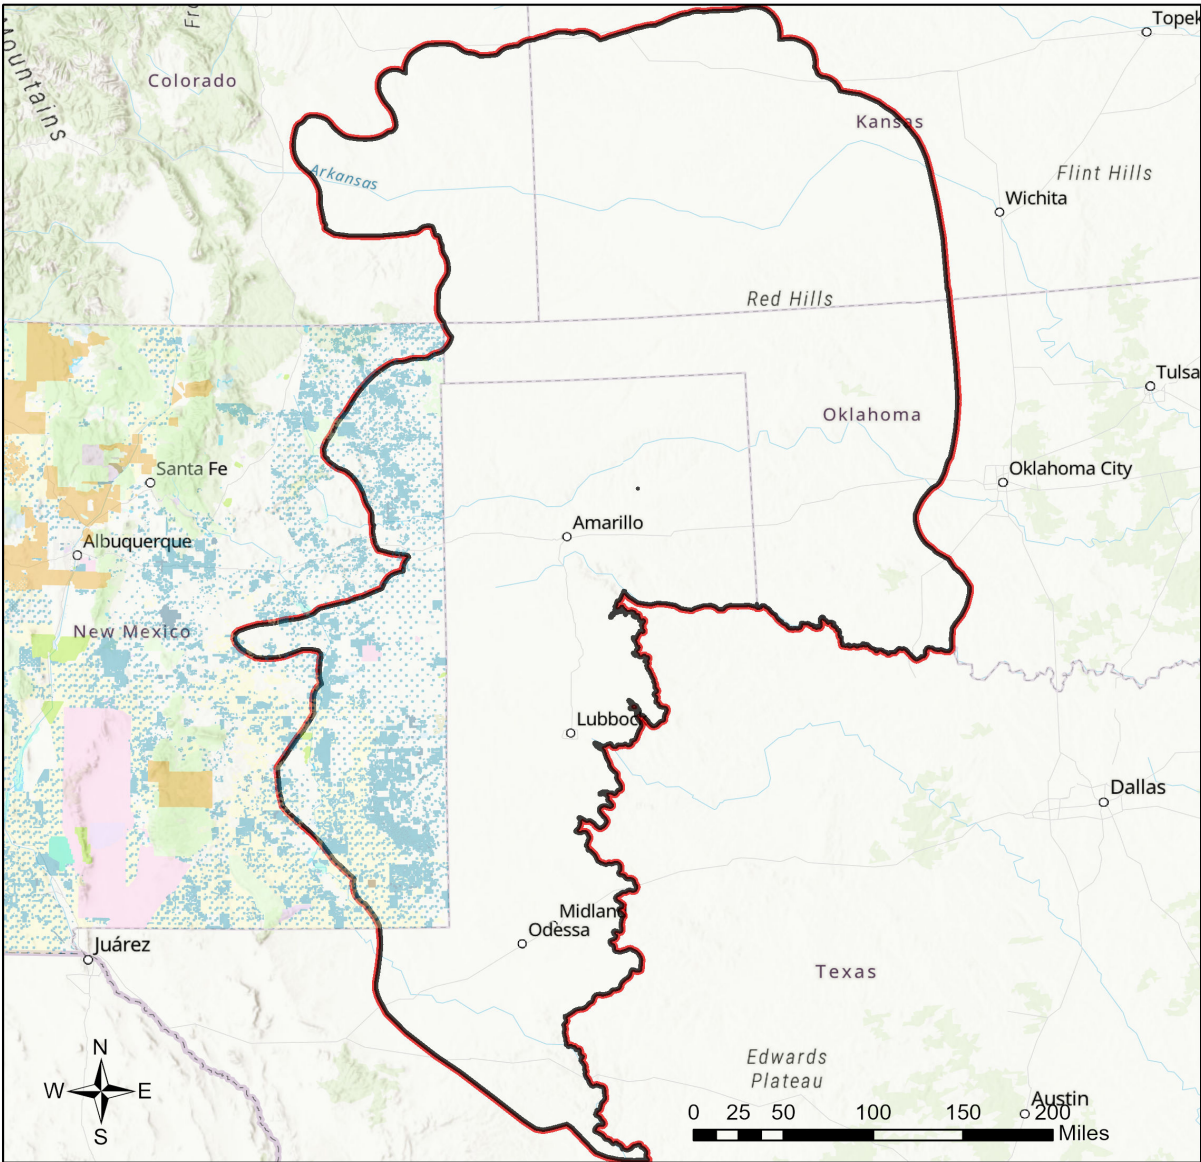 Topek
Fr
Mountains
Colorado
Kansas
Arkansas
Flint Hills
Wichita
Red Hills
Tulsa
Oklahoma
Santa Fe
Oklahoma City
Amarillo
Albuquerque
New Mexico
Lubboc
Dallas
Midland
Odessa
Juárez
Texas
Edwards
Plateau
N
W E
S
Austin
0 25 50 100 150 200
Miles